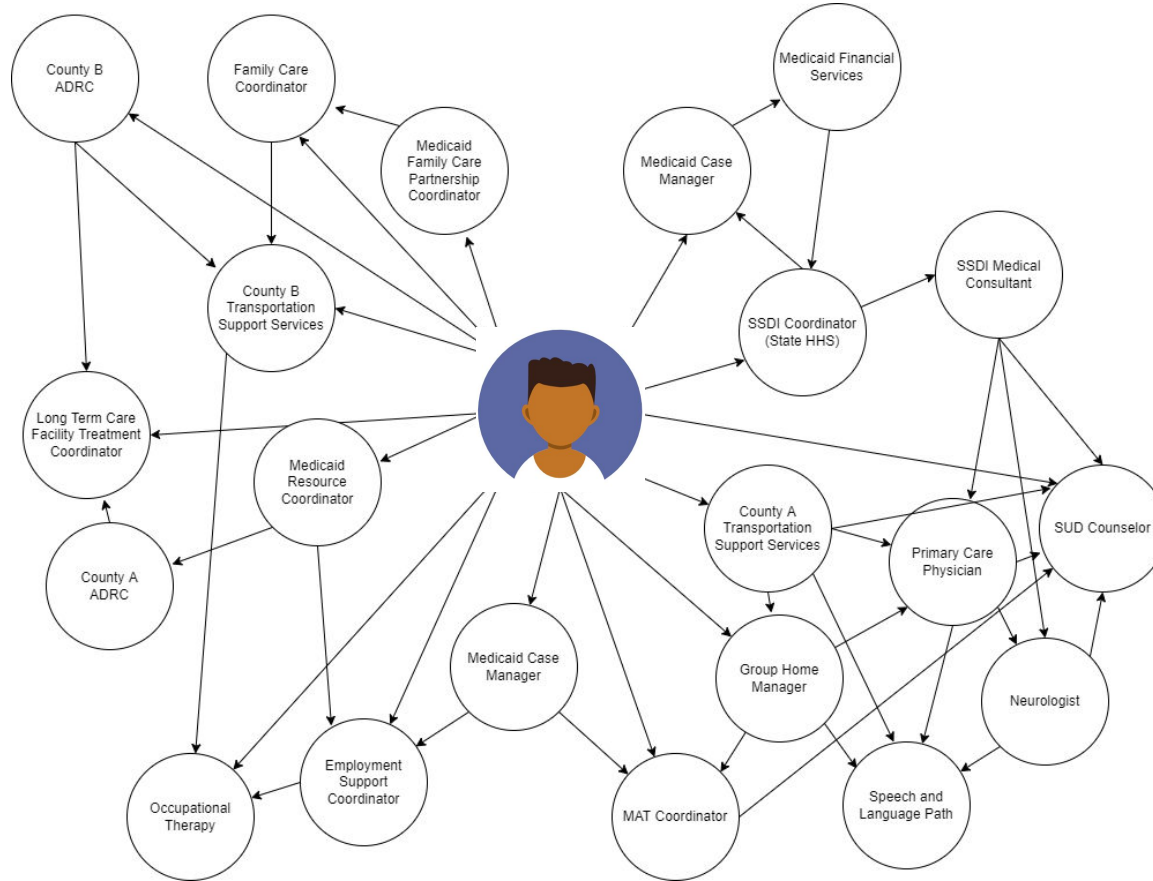 County B
ADRC
Family Care
Coordinator
Medicaid
Family Care
Partnership
Coordinator
Medicaid Case
Manager
Medicaid Financial
Services
County B
Transportation
Support Services
SSDI Coordinator
(State HHS)
SSDI Medical
Consultant
Long Term Care
Facility Treatment
Coordinator
Medicaid
Resource
Coordinator
County A
Transportation
Support Services
Primary Care
Physician
SUD Counselor
County A
ADRC
Medicaid Case
Manager
Group Home
Manager
Neurologist
Occupational
Therapy
Employment
Support
Coordinator
MAT Coordinator
Speech and
Language Path